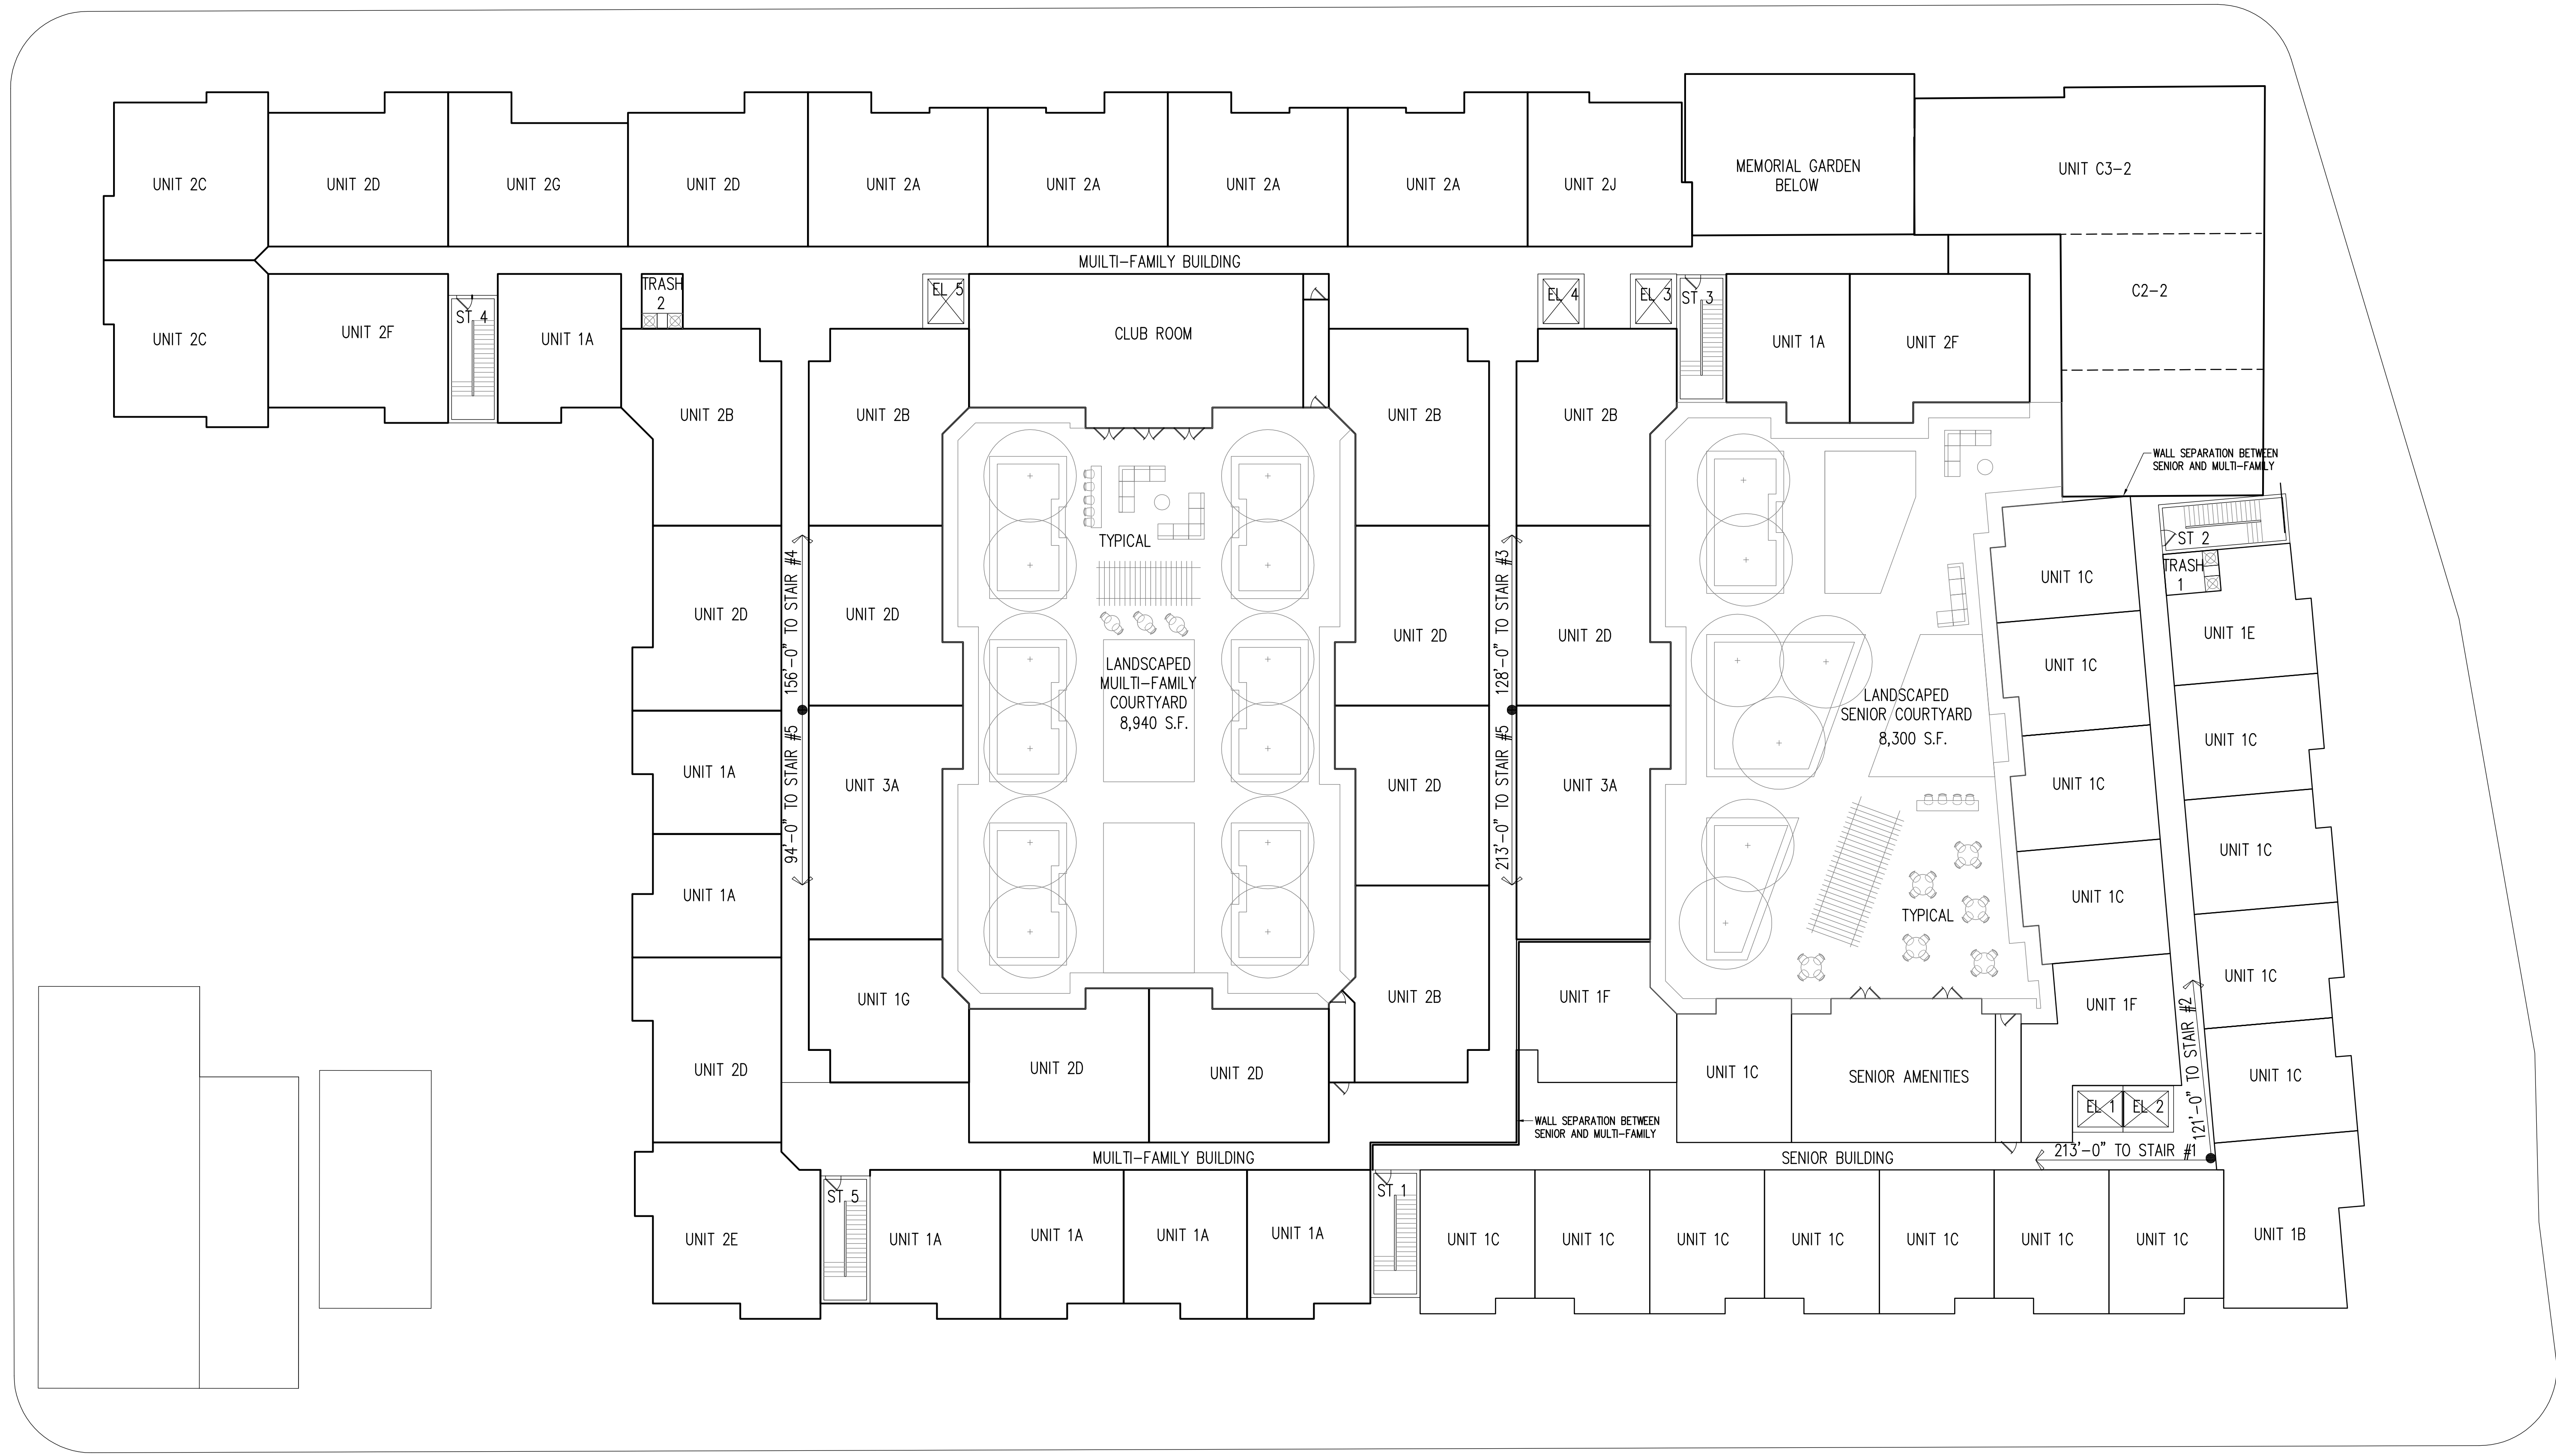 UNIT 2C
UNIT 2D
UNIT 2G
UNIT 2D
UNIT 2A
UNIT 2A
UNIT 2A
UNIT 2A
UNIT 2J
MEMORIAL GARDEN
BELOW
UNIT C3-2
MUILTI-FAMILY BUILDING
C2-2
UNIT 2C
UNIT 2F
ST 4
UNIT 1A
TRASH
2
EL 5
CLUB ROOM
EL 4
EL 3
ST 3
UNIT 1A
UNIT 2F
UNIT 2B
UNIT 2B
UNIT 2B
UNIT 2B
WALL SEPARATION BETWEEN
SENIOR AND MULTI-FAMILY
TYPICAL
ST 2
TRASH
1
UNIT 1C
UNIT 1E
UNIT 2D
156'-0" TO STAIR #4
UNIT 2D
UNIT 2D
128'-0" TO STAIR #3
UNIT 2D
LANDSCAPED
MUILTI-FAMILY
COURTYARD
8,940 S.F.
LANDSCAPED
SENIOR COURTYARD
8,300 S.F.
UNIT 1C
UNIT 1C
UNIT 1A
94'-0" TO STAIR #5
UNIT 3A
UNIT 2D
213'-0" TO STAIR #5
UNIT 3A
UNIT 1C
UNIT 1C
UNIT 1A
TYPICAL
UNIT 1C
UNIT 1C
UNIT 1G
UNIT 2B
UNIT 1F
UNIT 1F
UNIT 2D
UNIT 2D
UNIT 2D
UNIT 1C
SENIOR AMENITIES
EL 1
EL 2
121'-0" TO STAIR #2
UNIT 1C
WALL SEPARATION BETWEEN
SENIOR AND MULTI-FAMILY
MUILTI-FAMILY BUILDING
SENIOR BUILDING
213'-0" TO STAIR #1
UNIT 2E
ST 5
UNIT 1A
UNIT 1A
UNIT 1A
UNIT 1A
ST 1
UNIT 1C
UNIT 1C
UNIT 1C
UNIT 1C
UNIT 1C
UNIT 1C
UNIT 1C
UNIT 1B